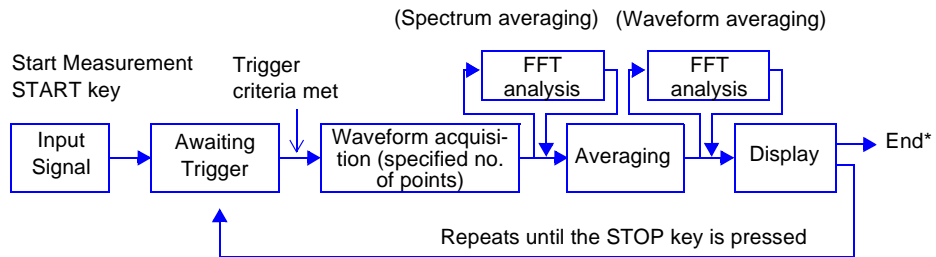 (Spectrum averaging)
(Waveform averaging)
Start Measurement
START key
Trigger
criteria met
FFT
analysis
FFT
analysis
Input
Signal
Awaiting
Trigger
Waveform acquisi-
tion (specified no.
of points)
Averaging
Display
End*
Repeats until the STOP key is pressed